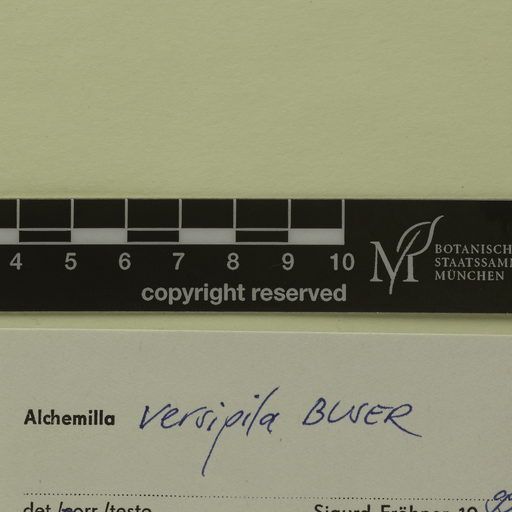 4 5 6 7 8 9 10
copyright reserved
BOTANISCH
STAATSSAMM
MÜNCHEN
Alchemilla versipila BUSER
det./corr./teste Sigurd Fröhner 19